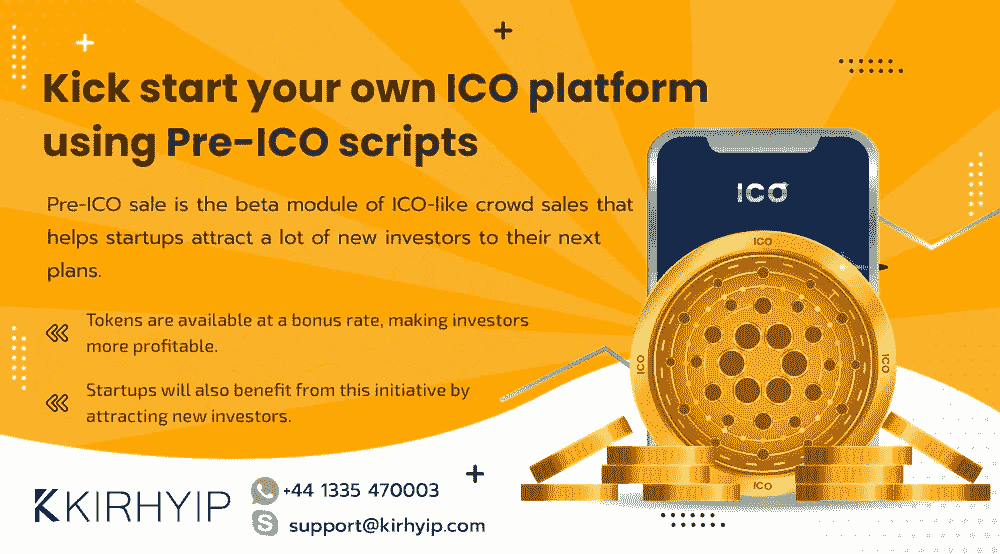 Kick start your own ICO platform
using Pre-ICO scripts
Pre-ICO sale is the beta module of ICO-like crowd sales that
helps startups attract a lot of new investors to their next
plans.
Tokens are available at a bonus rate, making investors
more profitable.
Startups will also benefit from this initiative by
attracting new investors.
ICO
ICO
ICO
ICO
ICO
KIRHYIP
+44 1335 470003
support@kirhyip.com